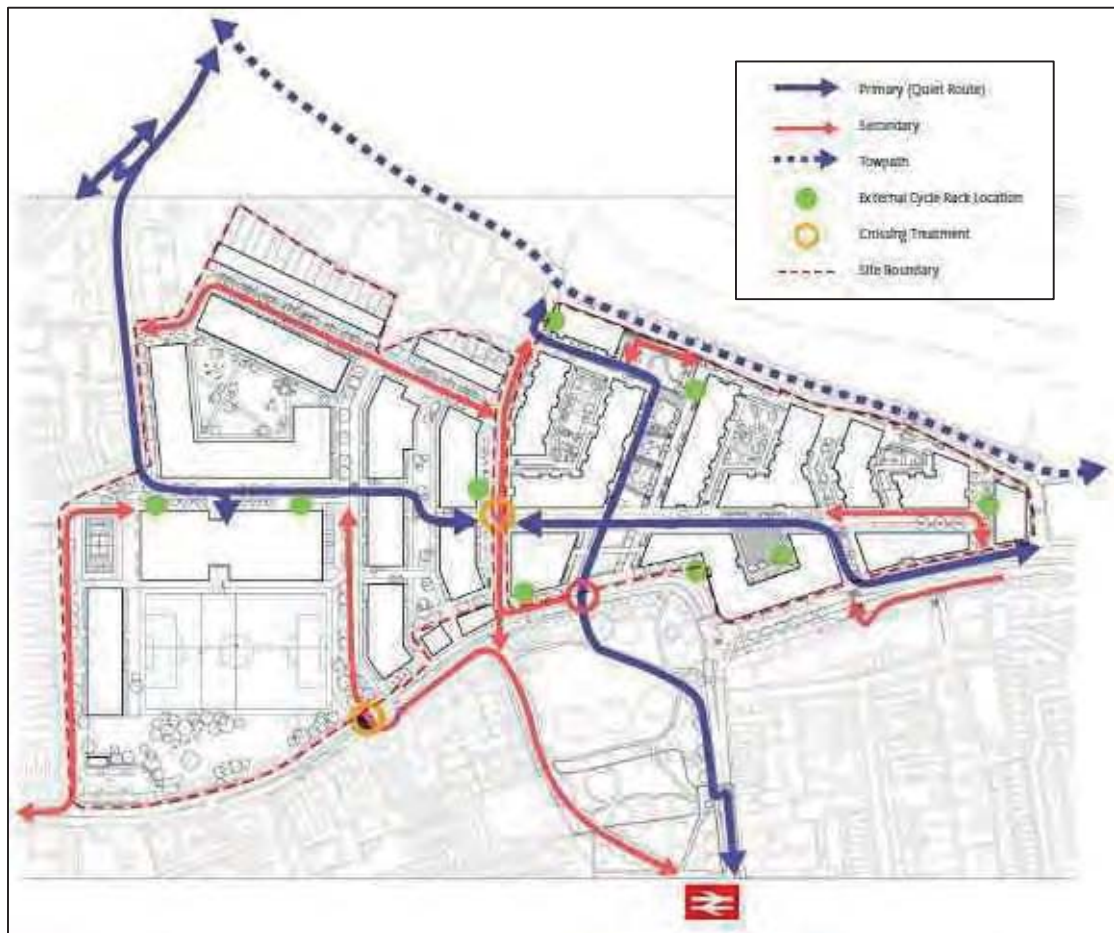 Primary (Quiet Route)
Secondary
Towpath
External Cycle Rack Location
Crossing Treatment
Site Boundary